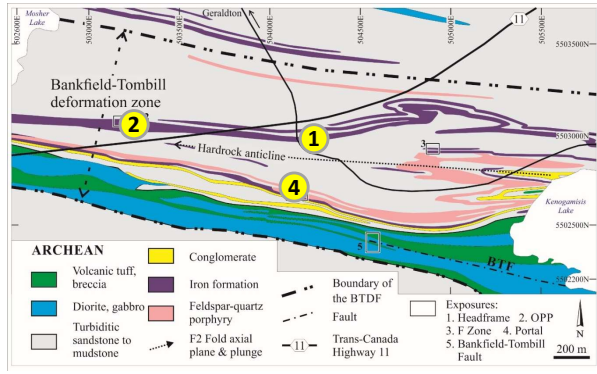 Mosher
Lake
Geraldton
502600E
503000E
503500E
504000E
504500E
505000E
505500E
11
5503500N
Bankfield-Tombill
deformation zone
2
1
5503000N
Hardrock anticline
3
4
Kenogamisis
Lake
5502500N
5
BTF
5502200N
ARCHEAN
Volcanic tuff,
breccia
Diorite, gabbro
Turbiditic
sandstone to
mudstone
Conglomerate
Iron formation
Feldspar-quartz
porphyry
F2 Fold axial
plane & plunge
Boundary of
the BTDF
Fault
11
Trans-Canada
Highway 11
Exposures:
1. Headframe 2. OPP
3. F Zone 4. Portal
5. Bankfield-Tombill
Fault
N
200 m